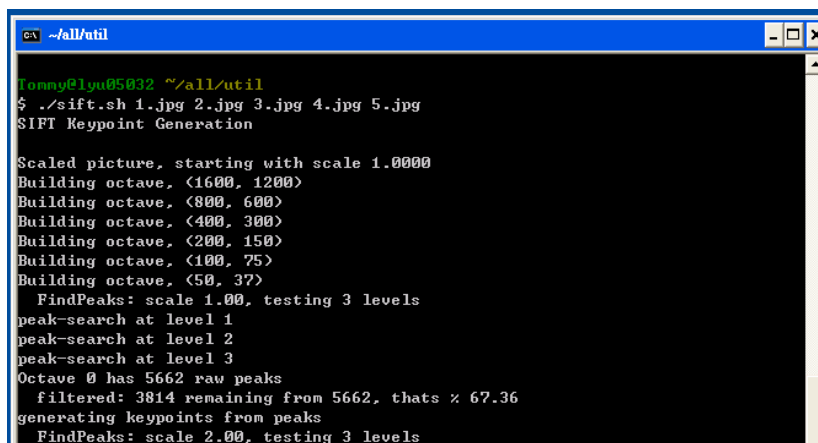 ~/all/util
Tommy@lyu05032 ~/all/util
$ ./sift.sh 1.jpg 2.jpg 3.jpg 4.jpg 5.jpg
SIFT Keypoint Generation
Scaled picture, starting with scale 1.0000
Building octave, (1600, 1200)
Building octave, (800, 600)
Building octave, (400, 300)
Building octave, (200, 150)
Building octave, (100, 75)
Building octave, (50, 37)
  FindPeaks: scale 1.00, testing 3 levels
peak-search at level 1
peak-search at level 2
peak-search at level 3
Octave 0 has 5662 raw peaks
  filtered: 3814 remaining from 5662, thats % 67.36
generating keypoints from peaks
  FindPeaks: scale 2.00, testing 3 levels